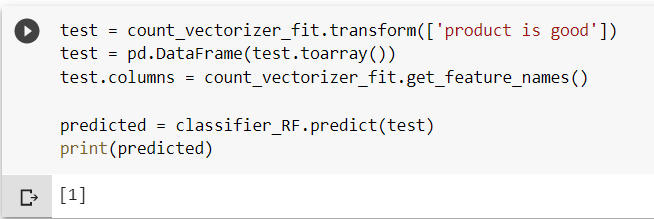 test = count_vectorizer_fit.transform(['product is good'])
test = pd.DataFrame(test.toarray())
test.columns = count_vectorizer_fit.get_feature_names()
predicted = classifier_RF.predict(test)
print(predicted)
[1]